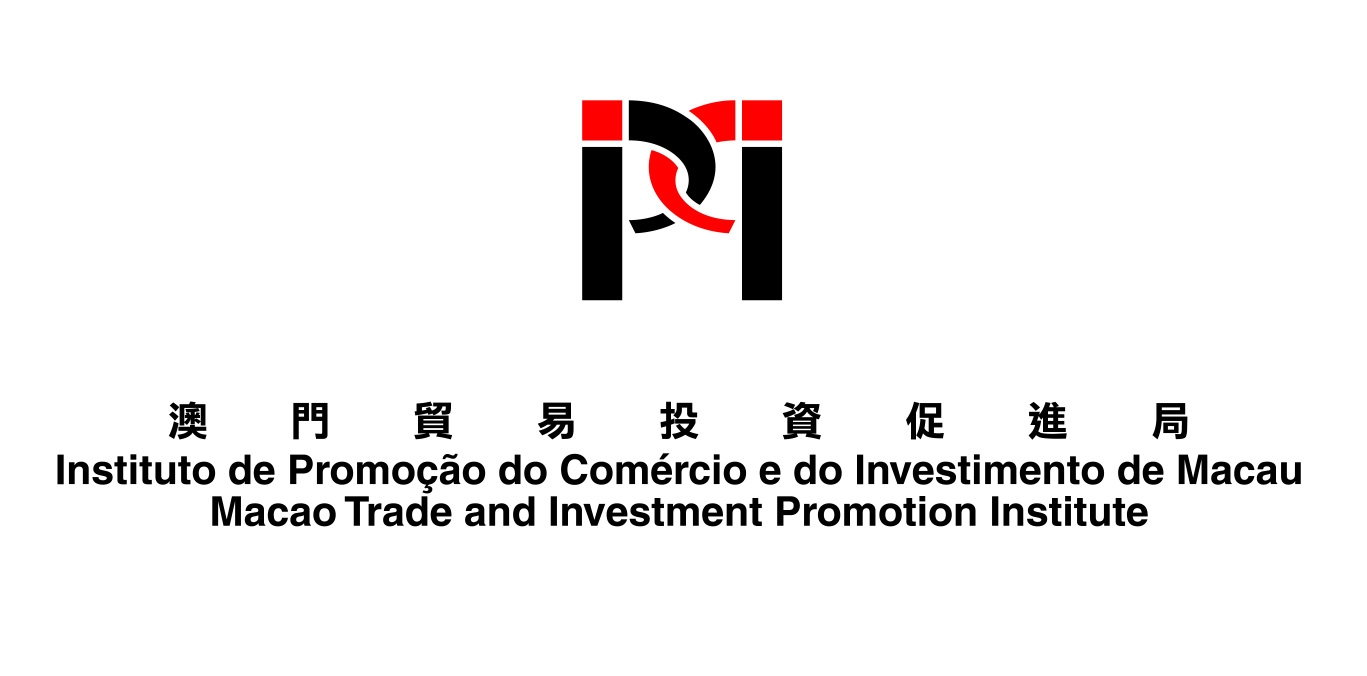 澳門貿易投資促進局
Instituto de Promoção do Comércio e do Investimento de Macau
Macao Trade and Investment Promotion Institute